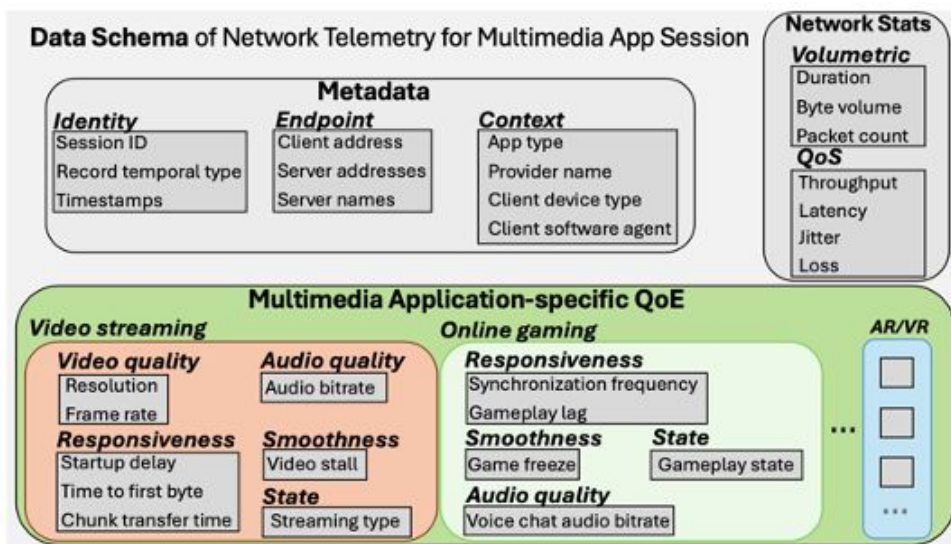 Data Schema of Network Telemetry for Multimedia App Session
Metadata
Identity
Session ID
Record temporal type
Timestamps
Endpoint
Client address
Server addresses
Server names
Context
App type
Provider name
Client device type
Client software agent
Network Stats
Volumetric
Duration
Byte volume
Packet count
QoS
Throughput
Latency
Jitter
Loss
Multimedia Application-specific QoE
Video streaming
Video quality
Resolution
Frame rate
Audio quality
Audio bitrate
Responsiveness
Startup delay
Time to first byte
Chunk transfer time
Smoothness
Video stall
State
Streaming type
Online gaming
Responsiveness
Synchronization frequency
Gameplay lag
Smoothness
Game freeze
State
Gameplay state
Audio quality
Voice chat audio bitrate
...
AR/VR
...